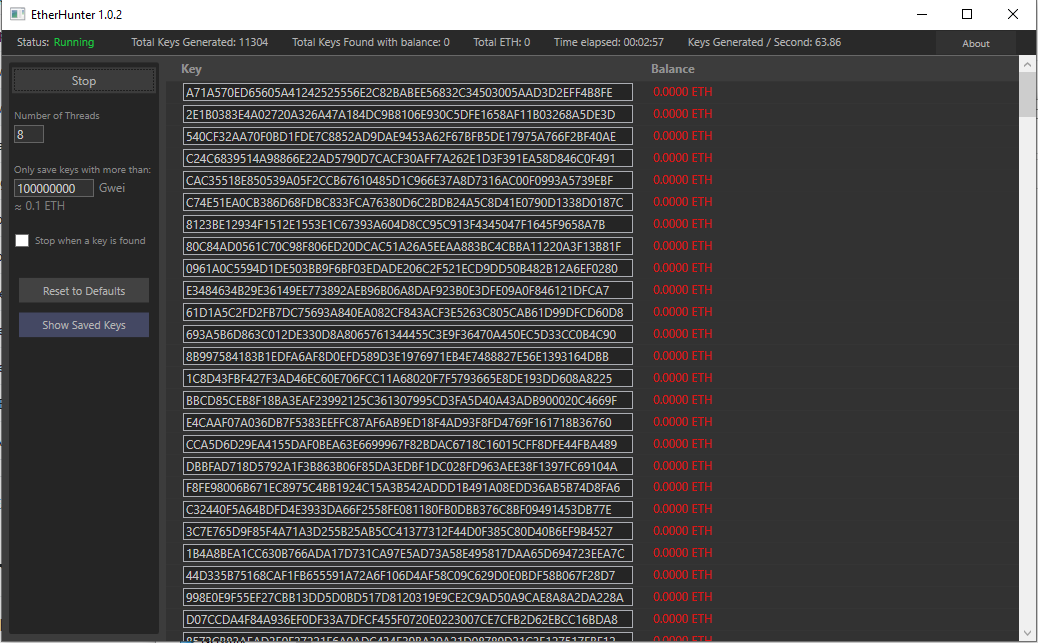 EtherHunter 1.0.2
Status: Running Total Keys Generated: 11304 Total Keys Found with balance: 0 Total ETH: 0 Time elapsed: 00:02:57 Keys Generated / Second: 63.86 About
Stop
Number of Threads
8
Only save keys with more than:
100000000 Gwei
≈ 0.1 ETH
Stop when a key is found
Reset to Defaults
Show Saved Keys
Key Balance
A71A570ED65605A41242525556E2C82BABEE56832C34503005AAD3D2EFF4B8FE 0.0000 ETH
2E1B0383E4A02720A326A47A184DC9B8106E930C5DFE1658AF11B03268A5DE3D 0.0000 ETH
540CF32AA70F0BD1FDE7C8852AD9DAE9453A62F67BFB5DE17975A766F2BF40AE 0.0000 ETH
C24C6839514A98866E22AD5790D7CACF30AFF7A262E1D3F391EA58D846C0F491 0.0000 ETH
CAC35518E850539A05F2CCB67610485D1C966E37A8D7316AC00F0993A5739EBF 0.0000 ETH
C74E51EA0CB386D68FDBC833FCA76380D6C2BDB24A5C8D41E0790D1338D0187C 0.0000 ETH
8123BE12934F1512E1553E1C67393A604D8CC95C913F4345047F1645F9658A7B 0.0000 ETH
80C84AD0561C70C98F806ED20DCAC51A26A5EEAA883BC4CBBA11220A3F13B81F 0.0000 ETH
0961A0C5594D1DE503BB9F6BF03EDADE206C2F521ECD9DD50B482B12A6EF0280 0.0000 ETH
E3484634B29E36149EE773892AEB96B06A8DAF923B0E3DFE09A0F846121DFCA7 0.0000 ETH
61D1A5C2FD2FB7DC75693A840EA082CF843ACF3E5263C805CAB61D99DFCD60D8 0.0000 ETH
693A5B6D863C012DE330D8A8065761344455C3E9F36470A450EC5D33CC0B4C90 0.0000 ETH
8B997584183B1EDFA6AF8D0EFD589D3E1976971EB4E7488827E56E1393164DBB 0.0000 ETH
1C8D43FBF427F3AD46EC60E706FCC11A68020F7F5793665E8DE193DD608A8225 0.0000 ETH
BBCD85CEB8F18BA3EAF23992125C361307995CD3FA5D40A43ADB900020C4669F 0.0000 ETH
E4CAAF07A036DB7F5383EEFFC87AF6AB9ED18F4AD93F8FD4769F161718B36760 0.0000 ETH
CCA5D6D29EA4155DAF0BEA63E6699967F82BDAC6718C16015CFF8DFE44FBA489 0.0000 ETH
DBBFAD718D5792A1F3B863B06F85DA3EDBF1DC028FD963AEE38F1397FC69104A 0.0000 ETH
F8FE98006B671EC8975C4BB1924C15A3B542ADDD1B491A08EDD36AB5B74D8FA6 0.0000 ETH
C32440F5A64BDFD4E3933DA66F2558FE081180FB0DBB376C8BF09491453DB77E 0.0000 ETH
3C7E765D9F85F4A71A3D255B25AB5CC41377312F44D0F385C80D40B6EF9B4527 0.0000 ETH
1B4A8BEA1CC630B766ADA17D731CA97E5AD73A58E495817DAA65D694723EEA7C 0.0000 ETH
44D335B75168CAF1FB655591A72A6F106D4AF58C09C629D0E0BDF58B067F28D7 0.0000 ETH
998E0E9F55EF27CBB13DD5D0BD517D8120319E9CE2C9AD50A9CAE8A8A2DA228A 0.0000 ETH
D07CCDA4F84A936EF0DF33A7DFCF455F0720E0023007CE7CFB2D62EBCC16BDA8 0.0000 ETH
0.0000 ETH